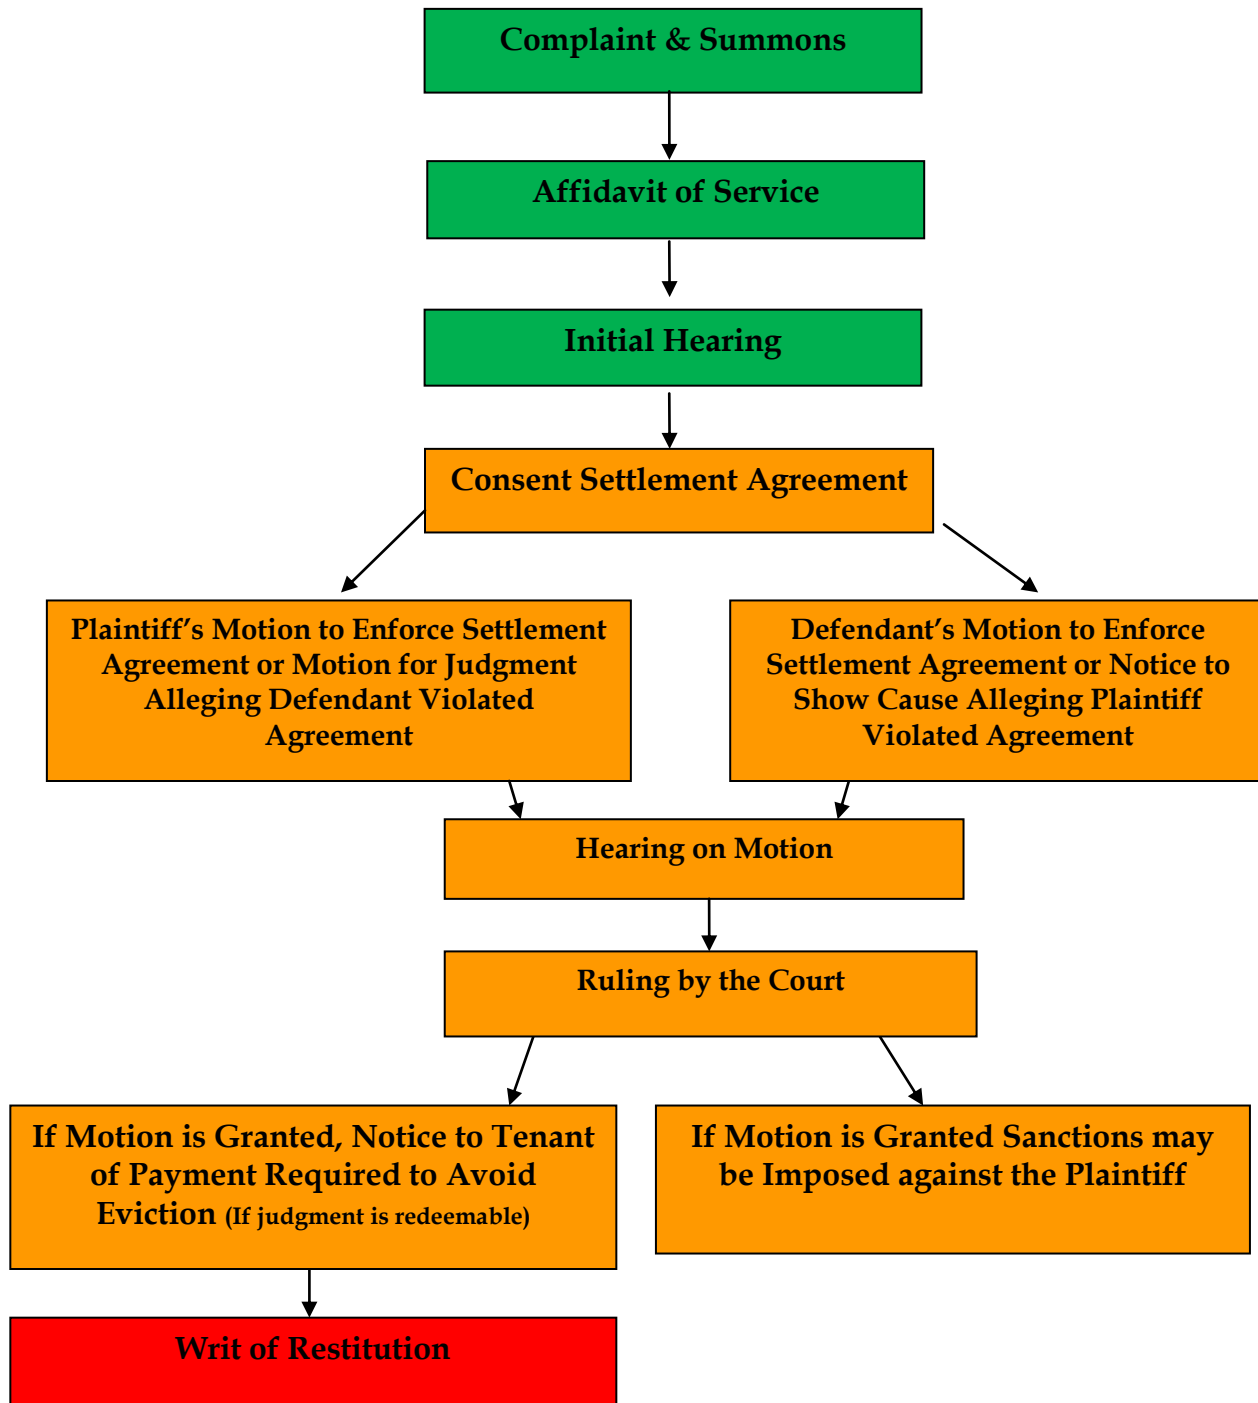 Complaint & Summons
Affidavit of Service
Initial Hearing
Consent Settlement Agreement
Plaintiff’s Motion to Enforce Settlement
Agreement or Motion for Judgment
Alleging Defendant Violated
Agreement
Defendant’s Motion to Enforce
Settlement Agreement or Notice to
Show Cause Alleging Plaintiff
Violated Agreement
Hearing on Motion
Ruling by the Court
If Motion is Granted, Notice to Tenant
of Payment Required to Avoid
Eviction (If judgment is redeemable)
If Motion is Granted Sanctions may
be Imposed against the Plaintiff
Writ of Restitution